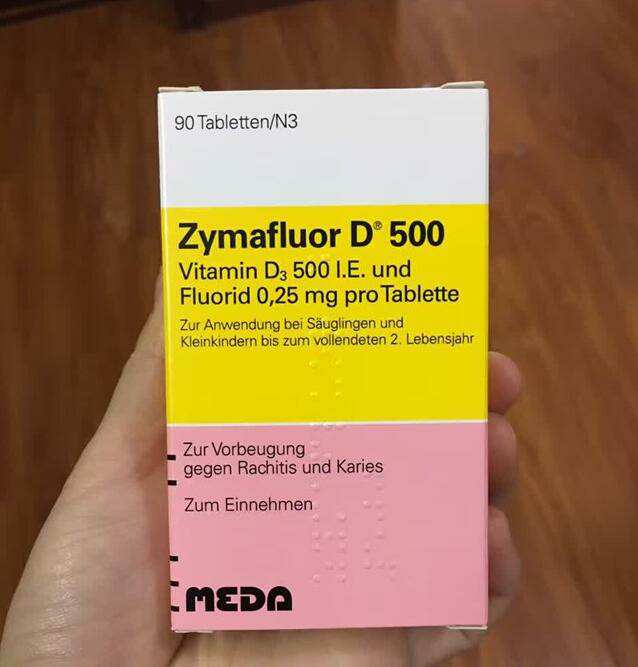 90 Tabletten/N3
Zymafluor D® 500
Vitamin D₃ 500 I.E. und
Fluorid 0,25 mg pro Tablette
Zur Anwendung bei Säuglingen und
Kleinkindern bis zum vollendeten 2. Lebensjahr
Zur Vorbeugung
gegen Rachitis und Karies
Zum Einnehmen
MEDA